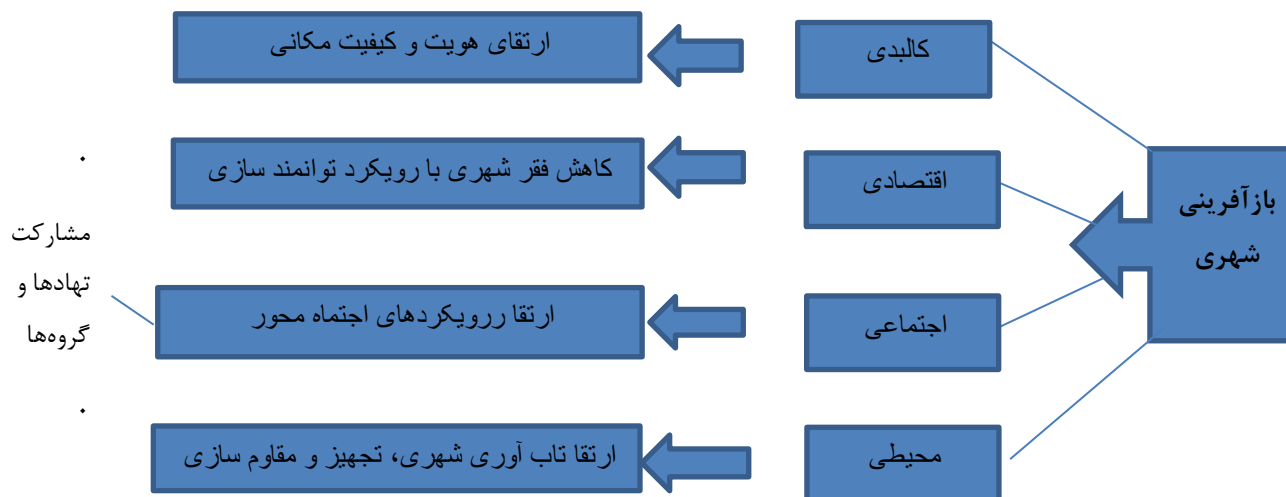 بازآفرینی
شهری
کالبدی
ارتقای هویت و کیفیت مکانی
اقتصادی
کاهش فقر شهری با رویکرد توانمند سازی
اجتماعی
ارتقا ررویکردهای اجتماه محور
محیطی
ارتقا تاب آوری شهری، تجهیز و مقاوم سازی
.
مشارکت
تهادها و
گروه‌ها
.